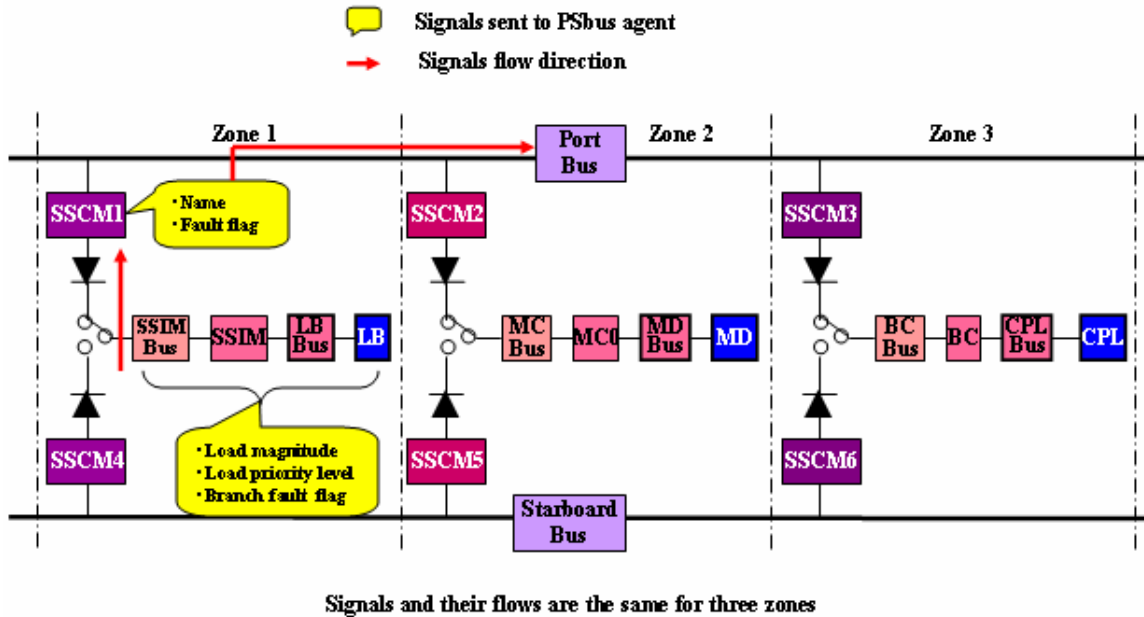 Signals sent to PSbus agent
Signals flow direction
Zone 1
Zone 2
Zone 3
Port
Bus
SSCM1
• Name
• Fault flag
SSCM2
SSCM3
SSIM
Bus
SSIM
LB
Bus
LB
MC
Bus
MC0
MD
Bus
MD
BC
Bus
BC
CPL
Bus
CPL
SSCM4
• Load magnitude
• Load priority level
• Branch fault flag
SSCM5
SSCM6
Starboard
Bus
Signals and their flows are the same for three zones